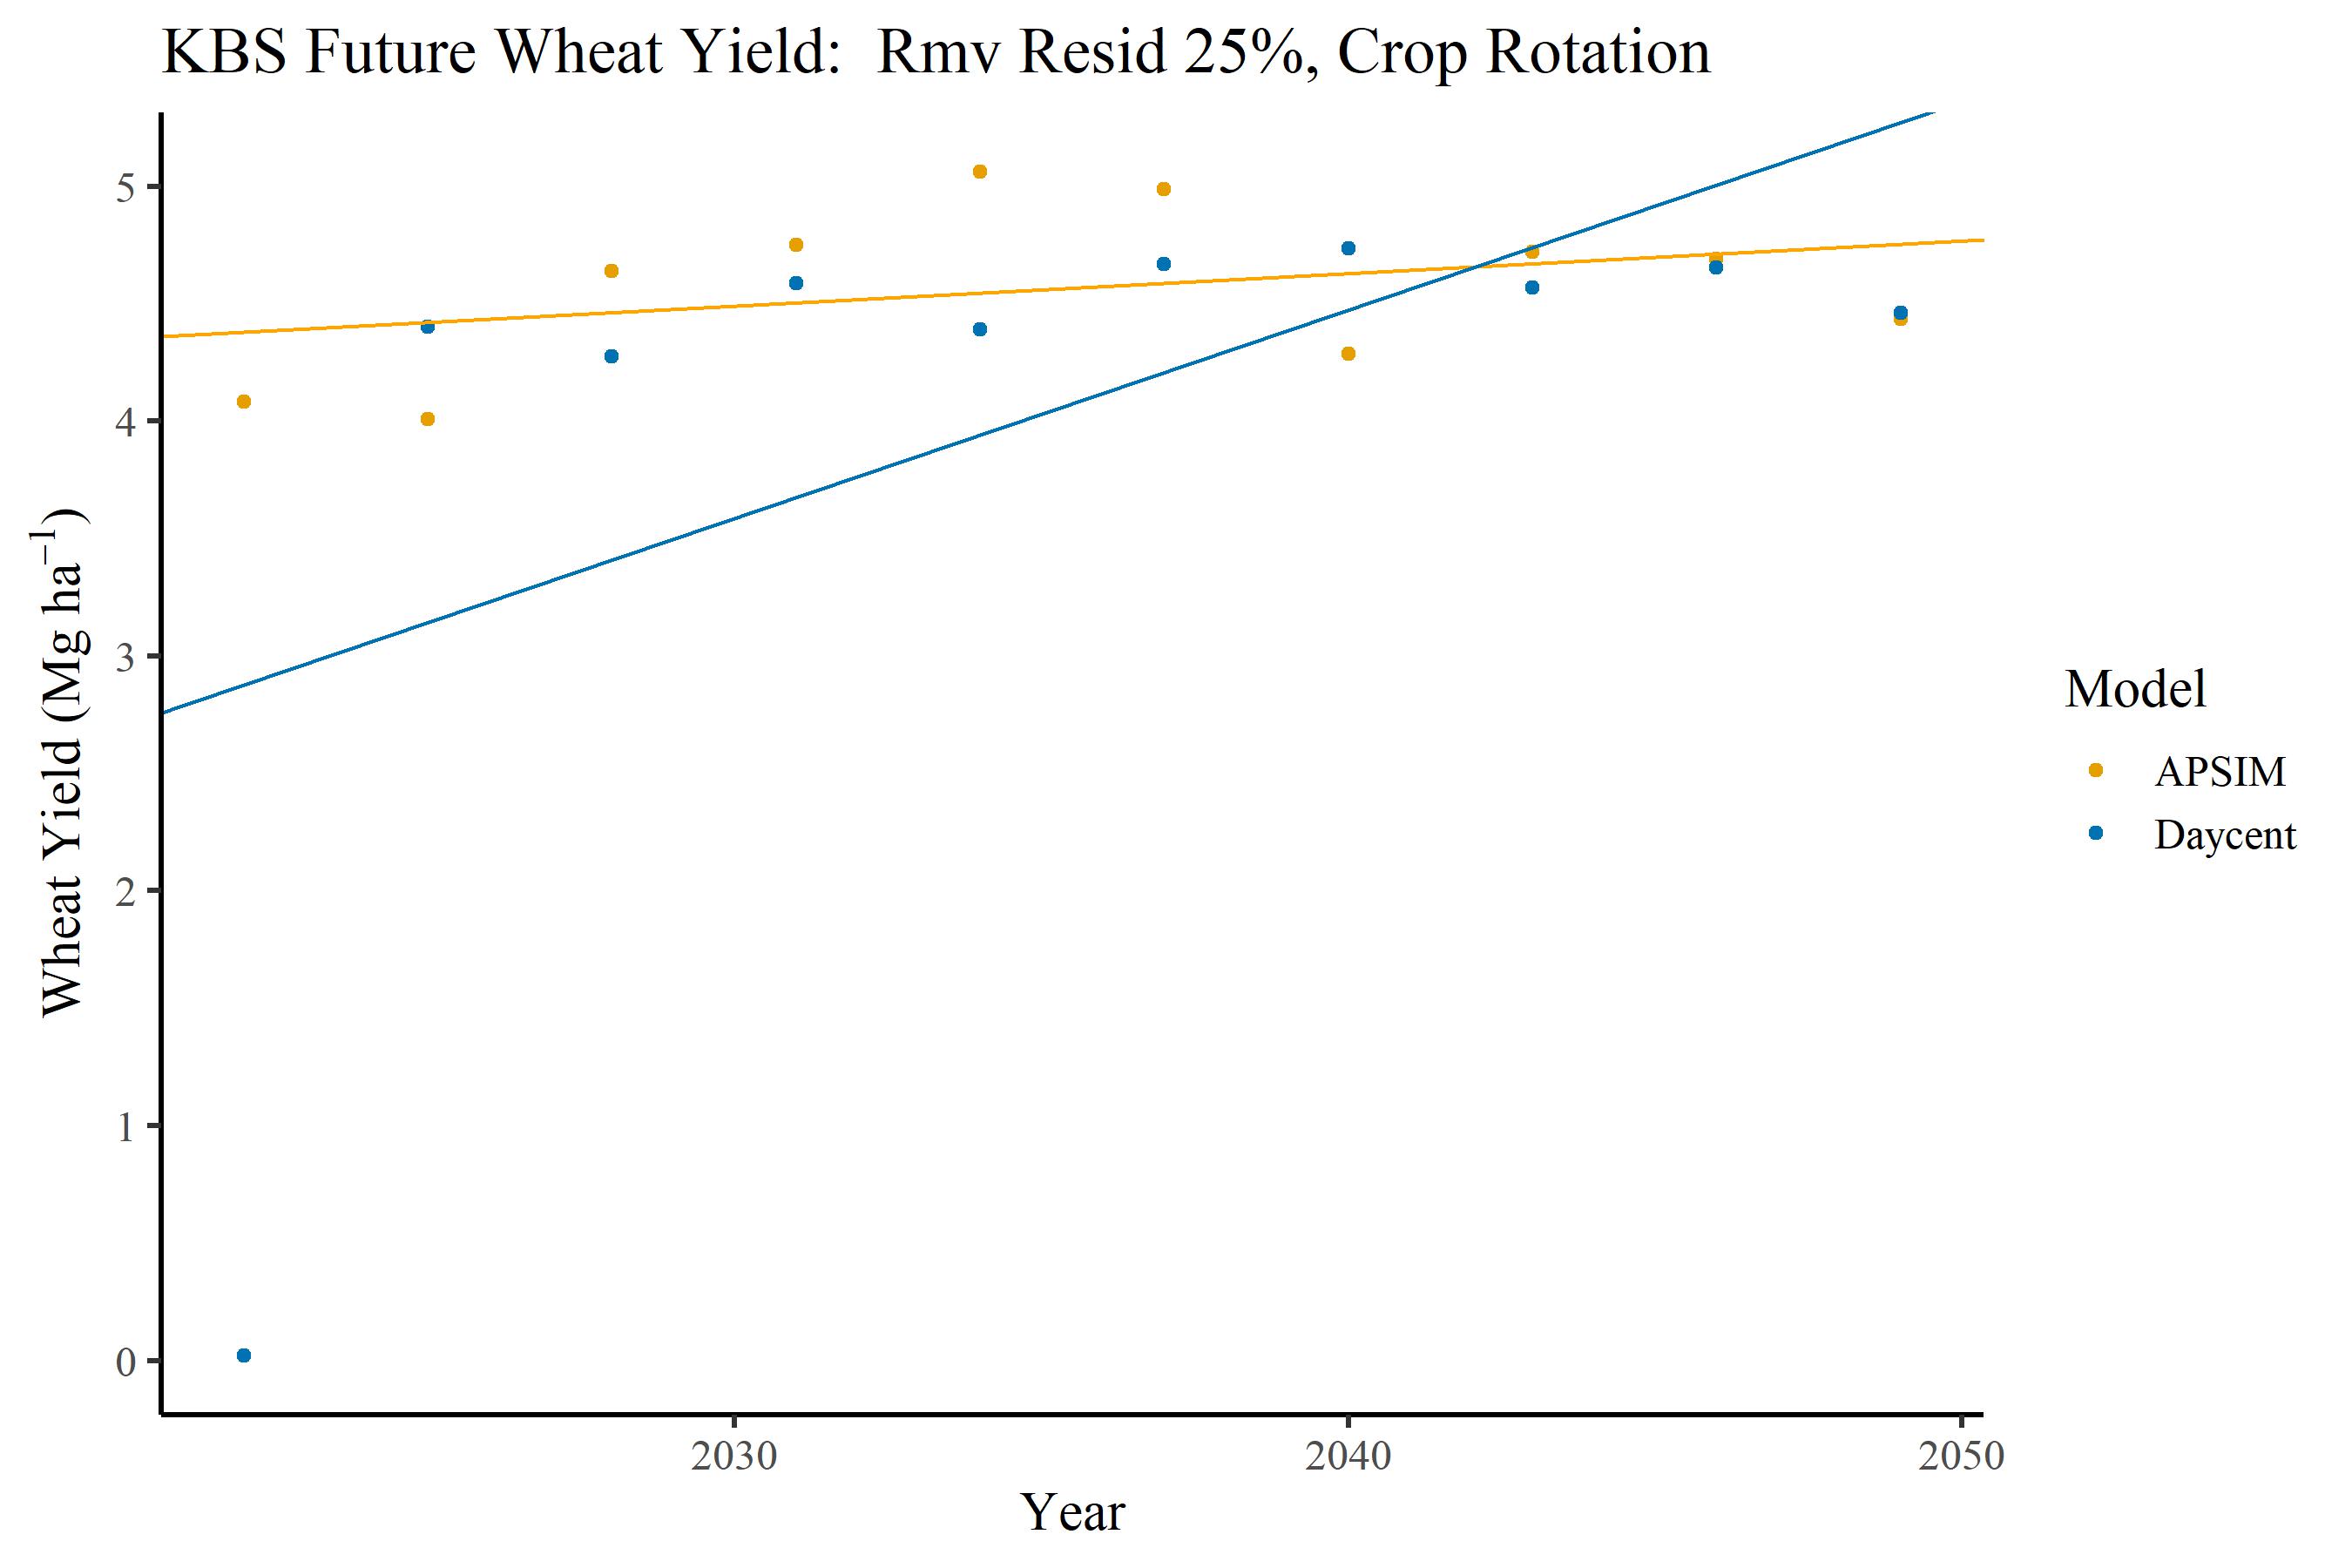 KBS Future Wheat Yield:  Rmv Resid 25%, Crop Rotation
Wheat Yield (Mg ha⁻¹)
5
4
3
2
1
0
2030
2040
2050
Year
Model
APSIM
Daycent